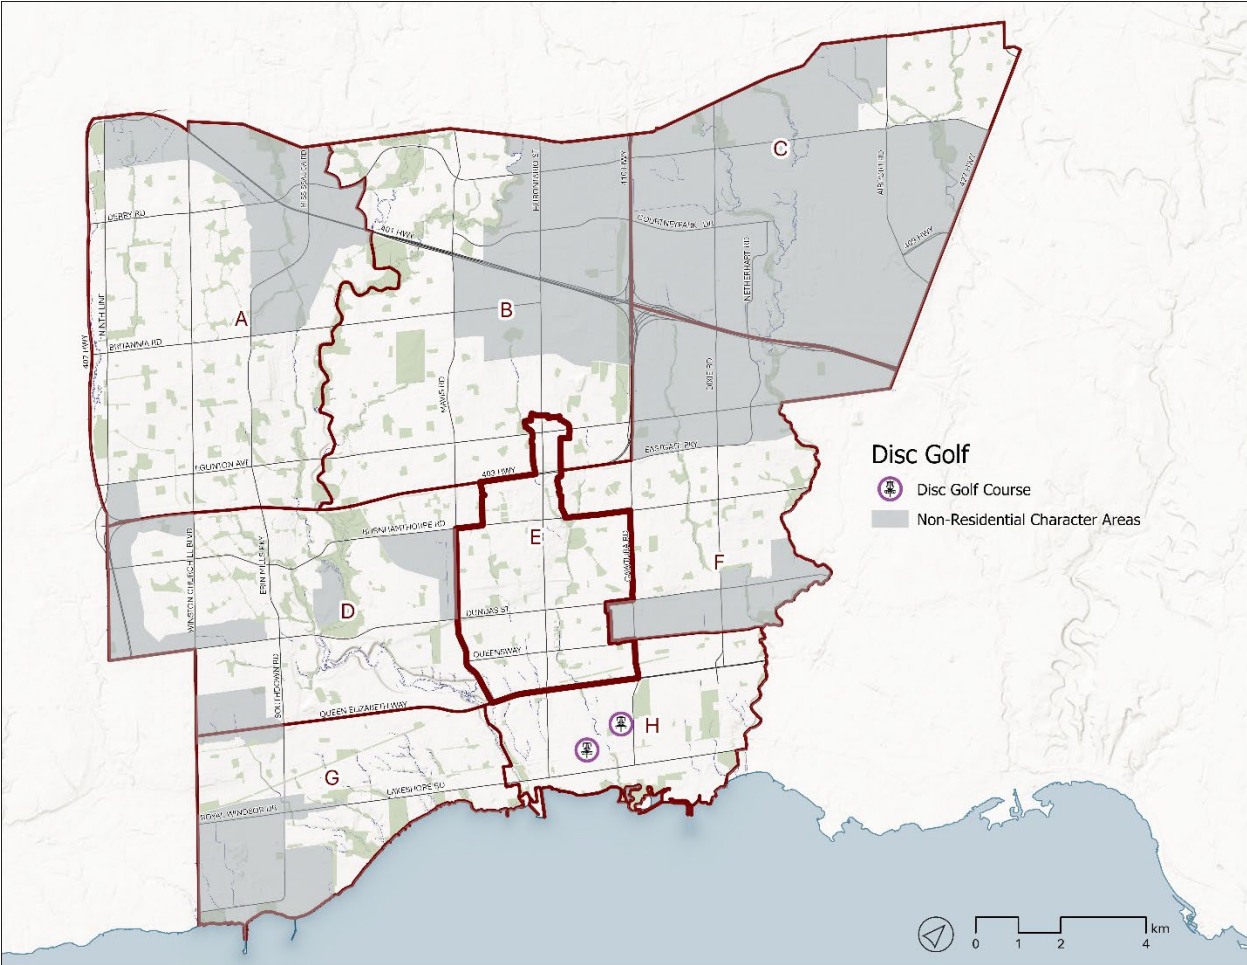 C
MISSISSAUGA RD
HURONTARIO ST
410 HWY
AIRPORT RD
427 HWY
DERRY RD
401 HWY
COURTNEYPARK DR
409 HWY
NINTH LINE
A
B
BRITANNIA RD
407 HWY
MAVIS RD
DIXIE RD
EGLINTON AVE
403 HWY
EASTGATE PKY
Disc Golf
Disc Golf Course
Non-Residential Character Areas
BURNHAMTHORPE RD
E
CAWTHRA RD
F
WINSTON CHURCHILL BLVD
ERIN MILLS PKY
D
DUNDAS ST
QUEENSWAY
SOUTHDOWN RD
QUEEN ELIZABETH WAY
H
G
LAKESHORE RD
ROYAL WINDSOR DR
km
0 1 2 4